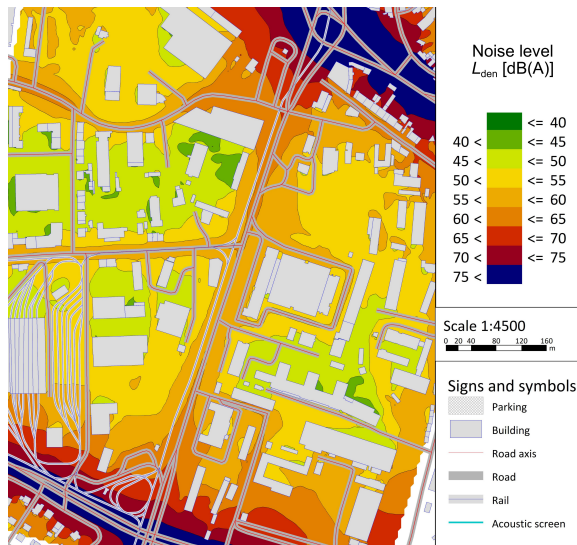 Noise level
Lden [dB(A)]
<= 40
40 < <= 45
45 < <= 50
50 < <= 55
55 < <= 60
60 < <= 65
65 < <= 70
70 < <= 75
75 <
Scale 1:4500
0 20 40 80 120 160
m
Signs and symbols
Parking
Building
Road axis
Road
Rail
Acoustic screen